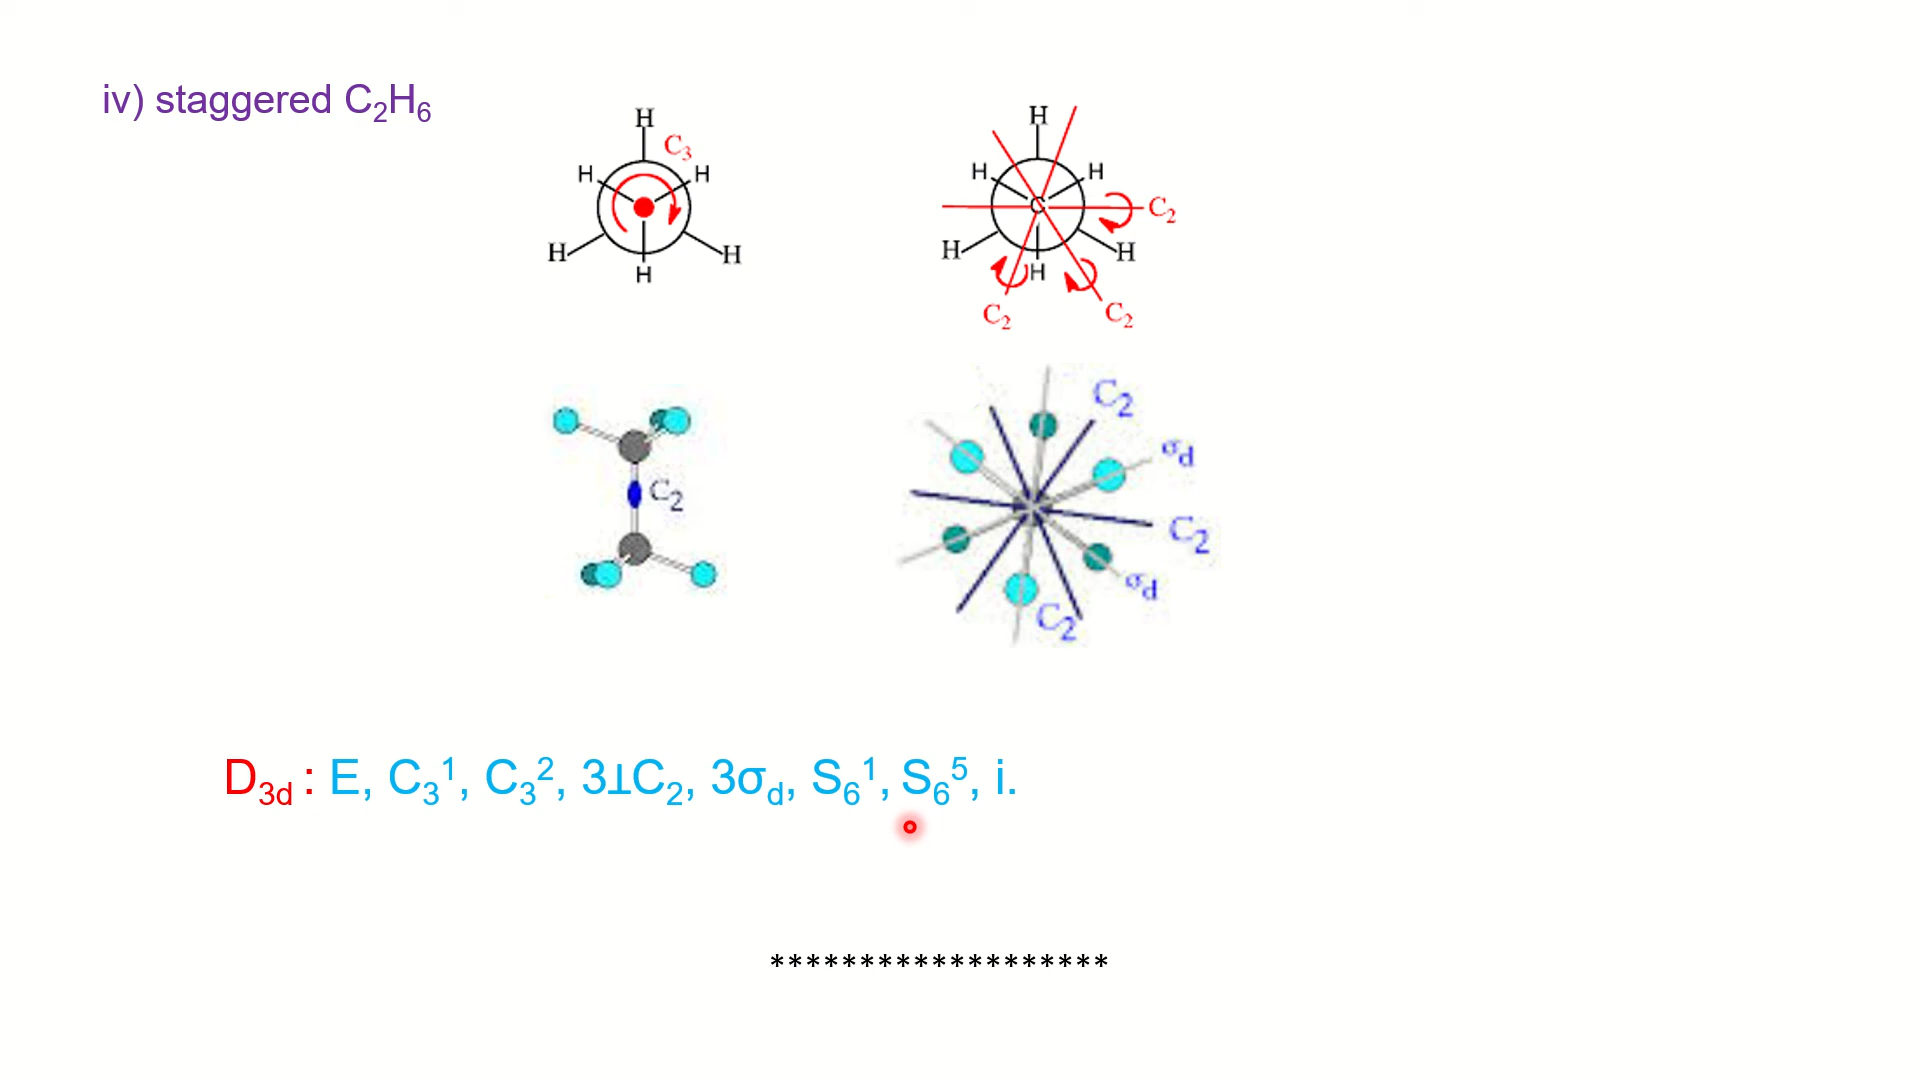 iv) staggered C₂H₆
H
C₃
H H
H H
H
H
H H
C
C₂
H H
H
C₂ C₂
C₂
C₂
σd
C₂
σd
C₂
D₃d : E, C₃¹, C₃², 3⊥C₂, 3σd, S₆¹, S₆⁵, i.
*******************